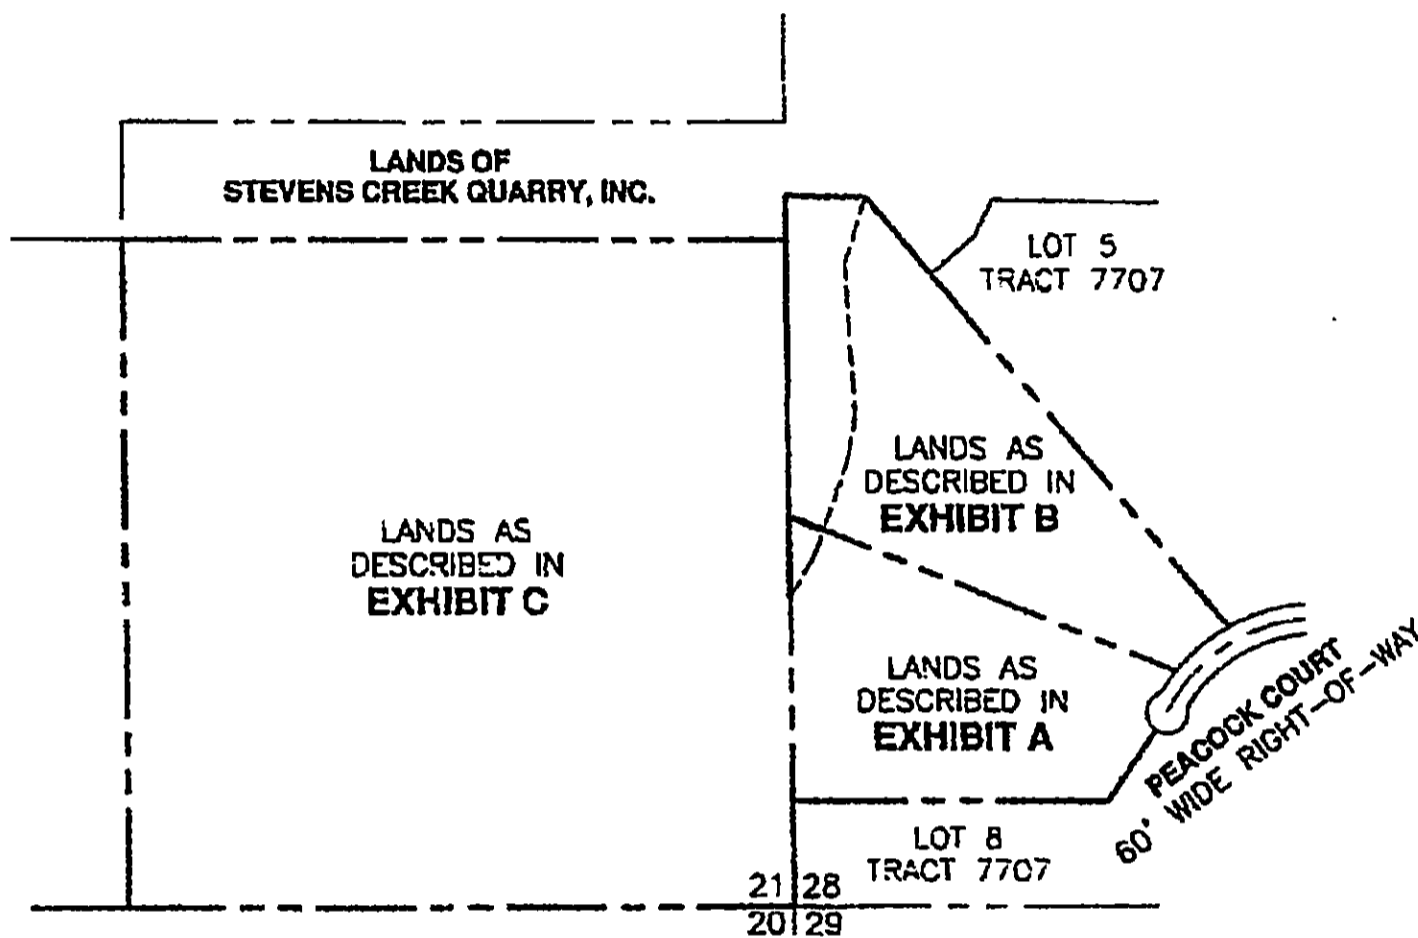 LANDS OF
STEVENS CREEK QUARRY, INC.
LOT 5
TRACT 7707
LANDS AS
DESCRIBED IN
EXHIBIT B
LANDS AS
DESCRIBED IN
EXHIBIT C
LANDS AS
DESCRIBED IN
EXHIBIT A
PEACOCK COURT
60' WIDE RIGHT-OF-WAY
LOT 8
TRACT 7707
21 28
20 29